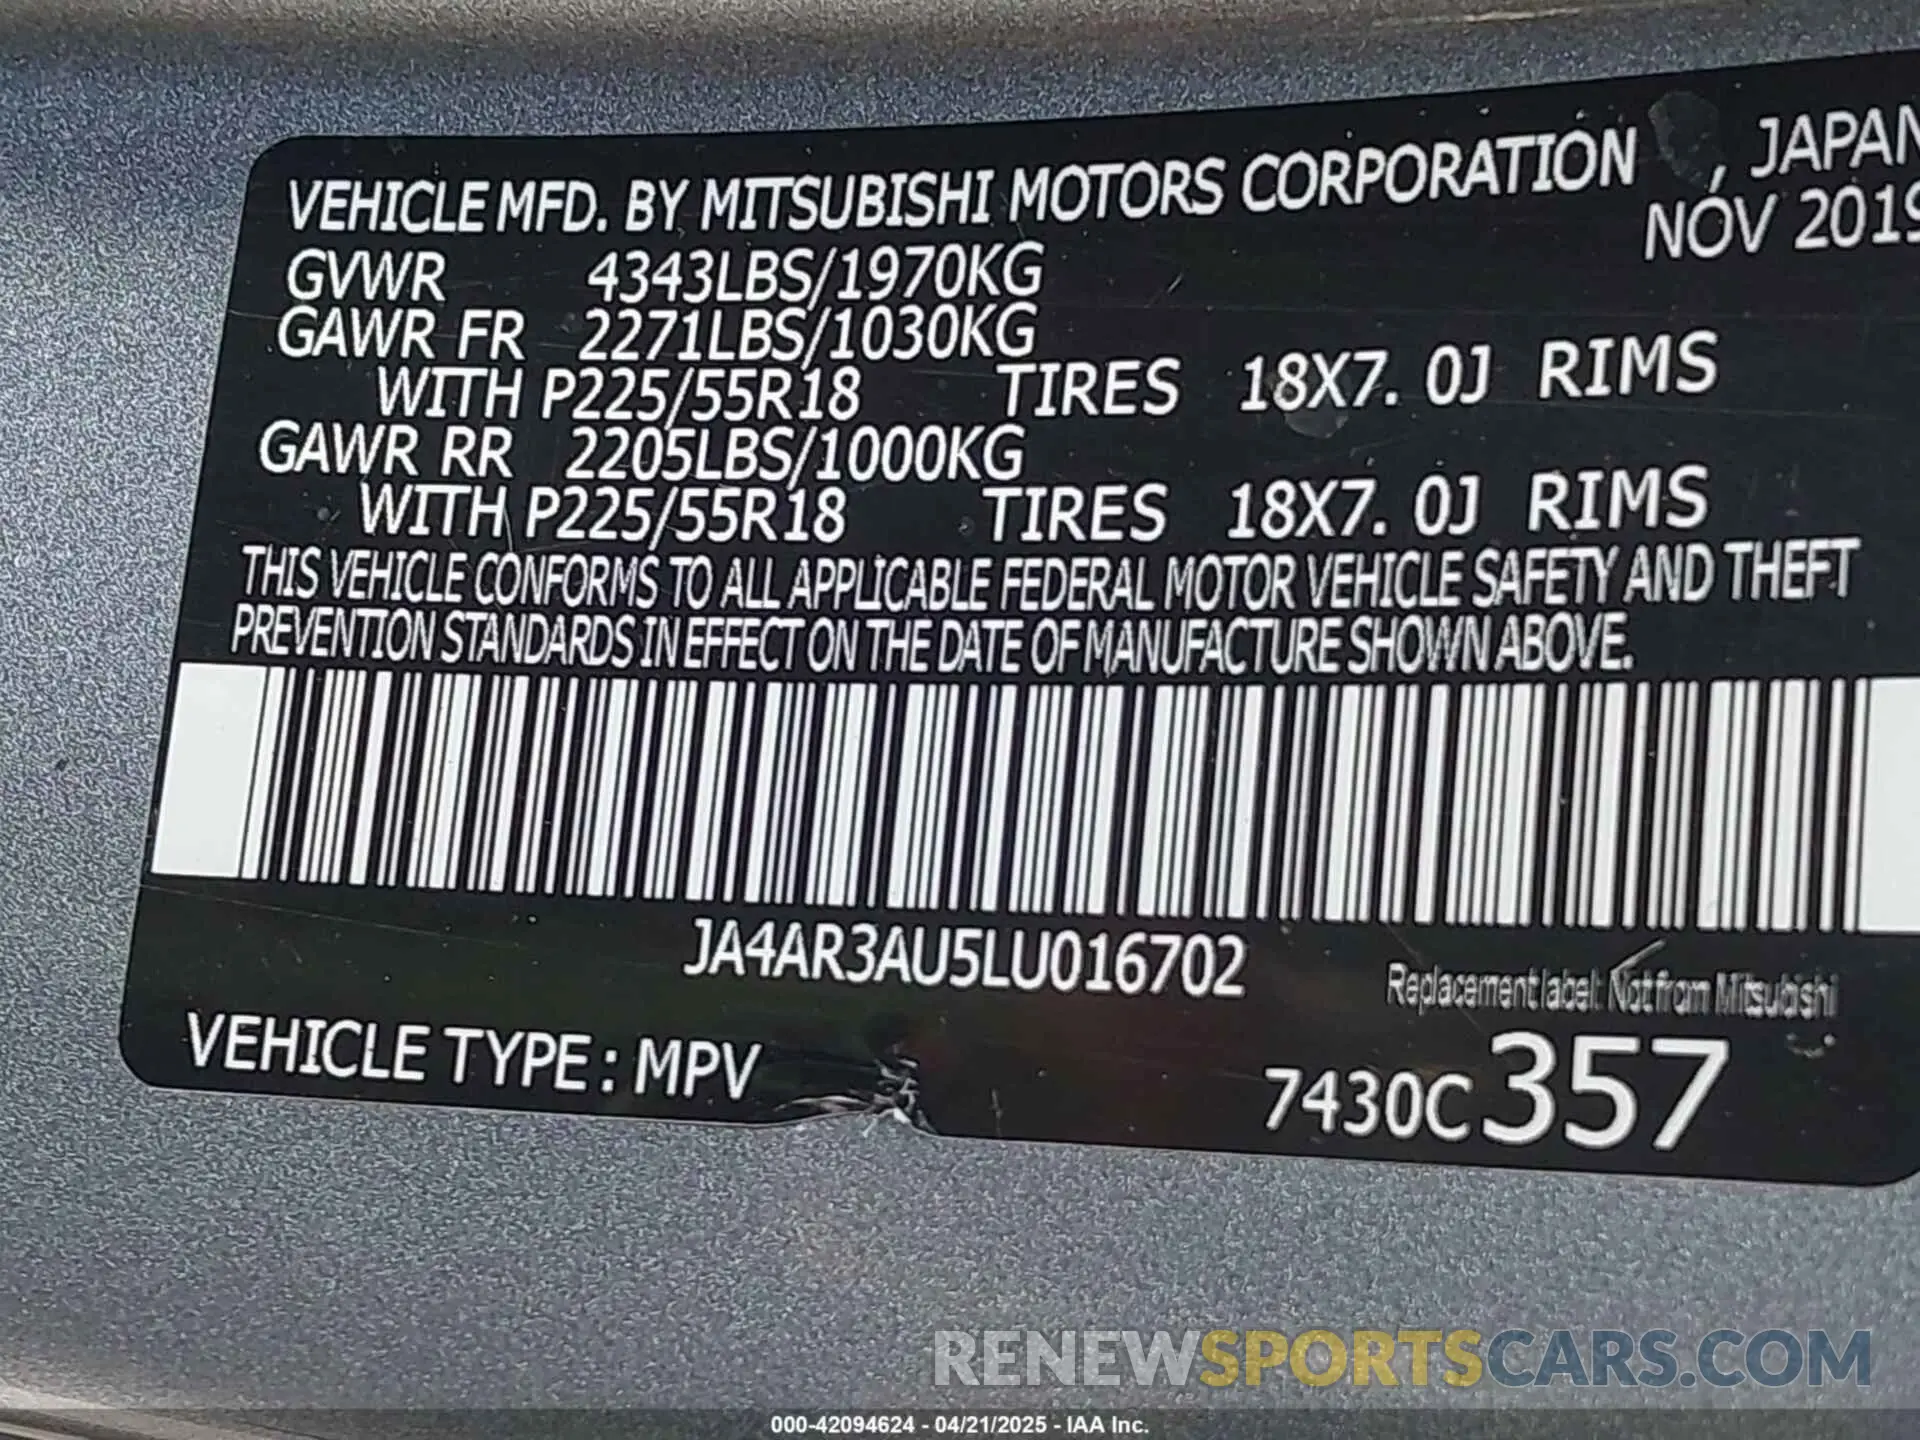 VEHICLE MFD. BY MITSUBISHI MOTORS CORPORATION , JAPAN
NOV 2019
GVWR 4343LBS/1970KG
GAWR FR 2271LBS/1030KG
WITH P225/55R18 TIRES 18X7. 0J RIMS
GAWR RR 2205LBS/1000KG
WITH P225/55R18 TIRES 18X7. 0J RIMS
THIS VEHICLE CONFORMS TO ALL APPLICABLE FEDERAL MOTOR VEHICLE SAFETY AND THEFT
PREVENTION STANDARDS IN EFFECT ON THE DATE OF MANUFACTURE SHOWN ABOVE.
JA4AR3AU5LU016702
Replacement label: Not from Mitsubishi
VEHICLE TYPE : MPV
7430C 357
RENEWSPORTSCARS.COM
000-42094624 - 04/21/2025 - IAA Inc.